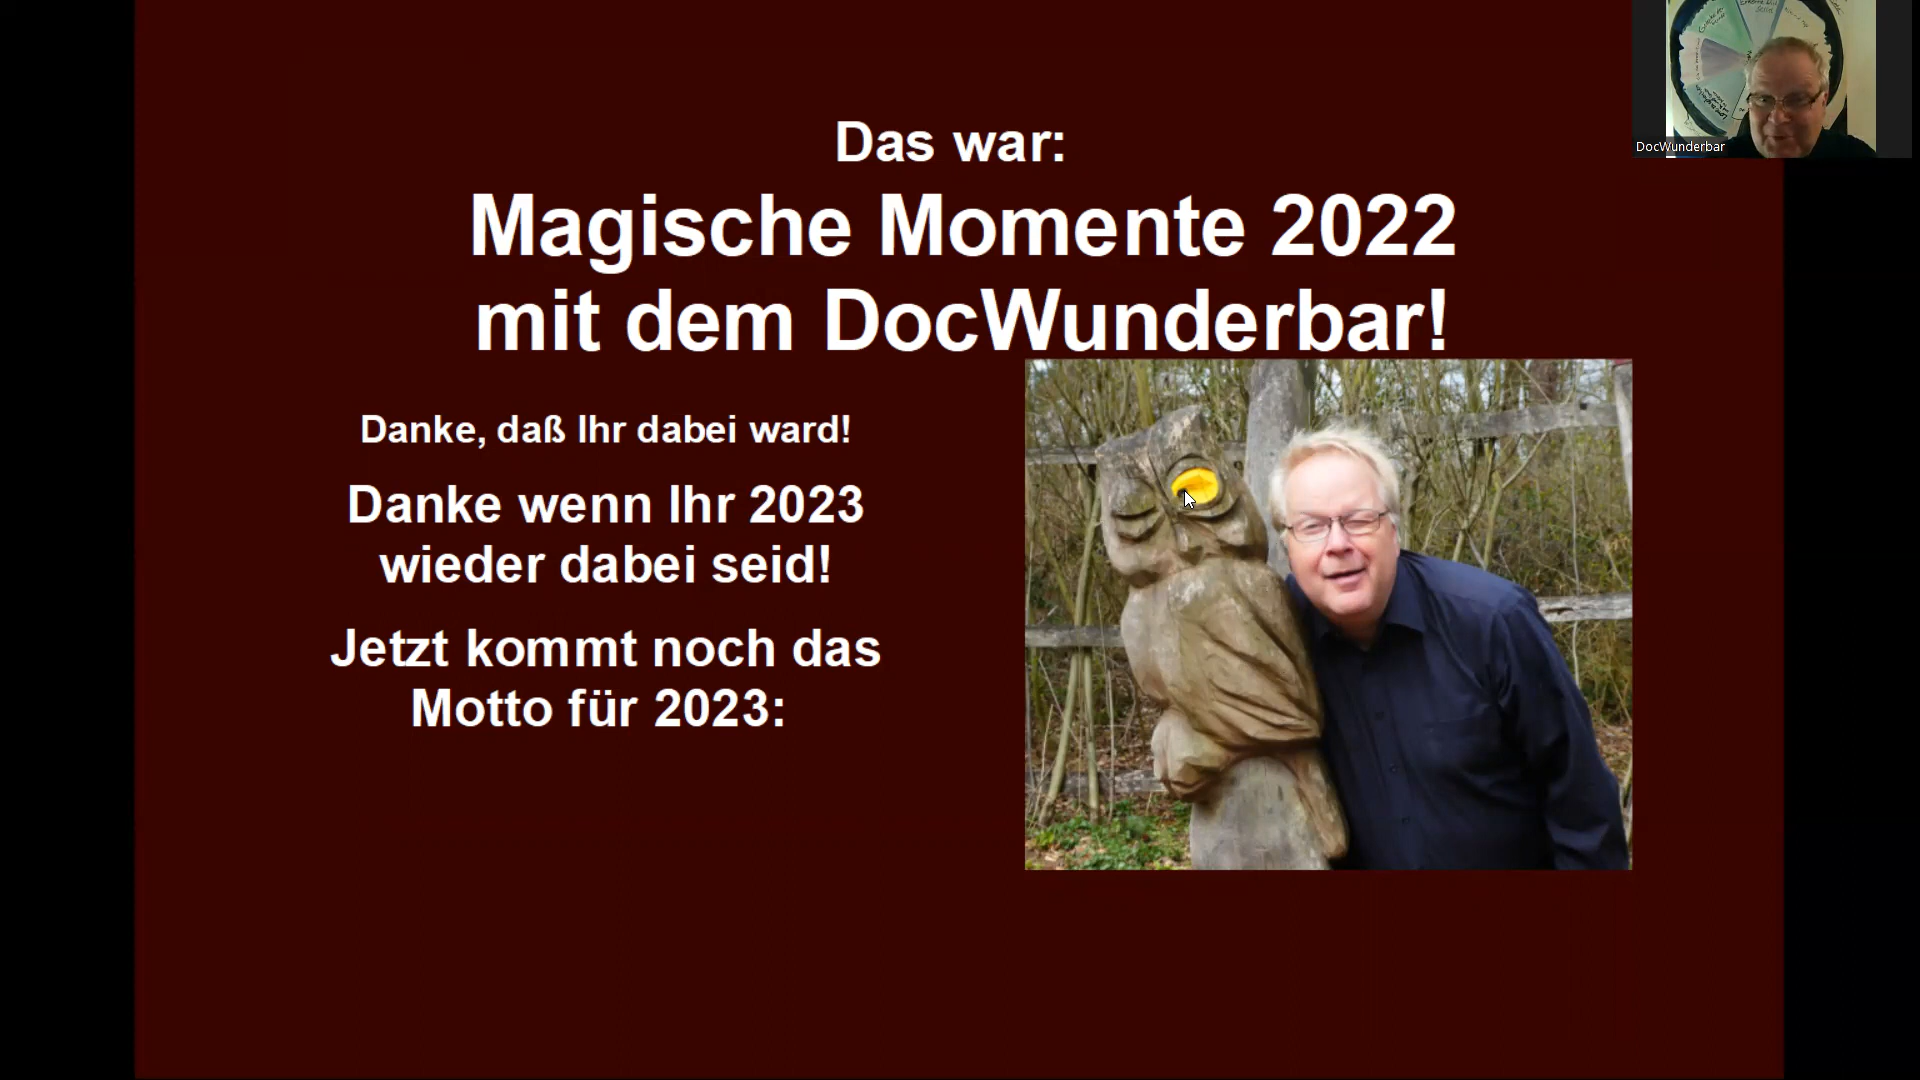 Das war:
Magische Momente 2022
mit dem DocWunderbar!
Danke, daß Ihr dabei ward!
Danke wenn Ihr 2023
wieder dabei seid!
Jetzt kommt noch das
Motto für 2023:
DocWunderbar